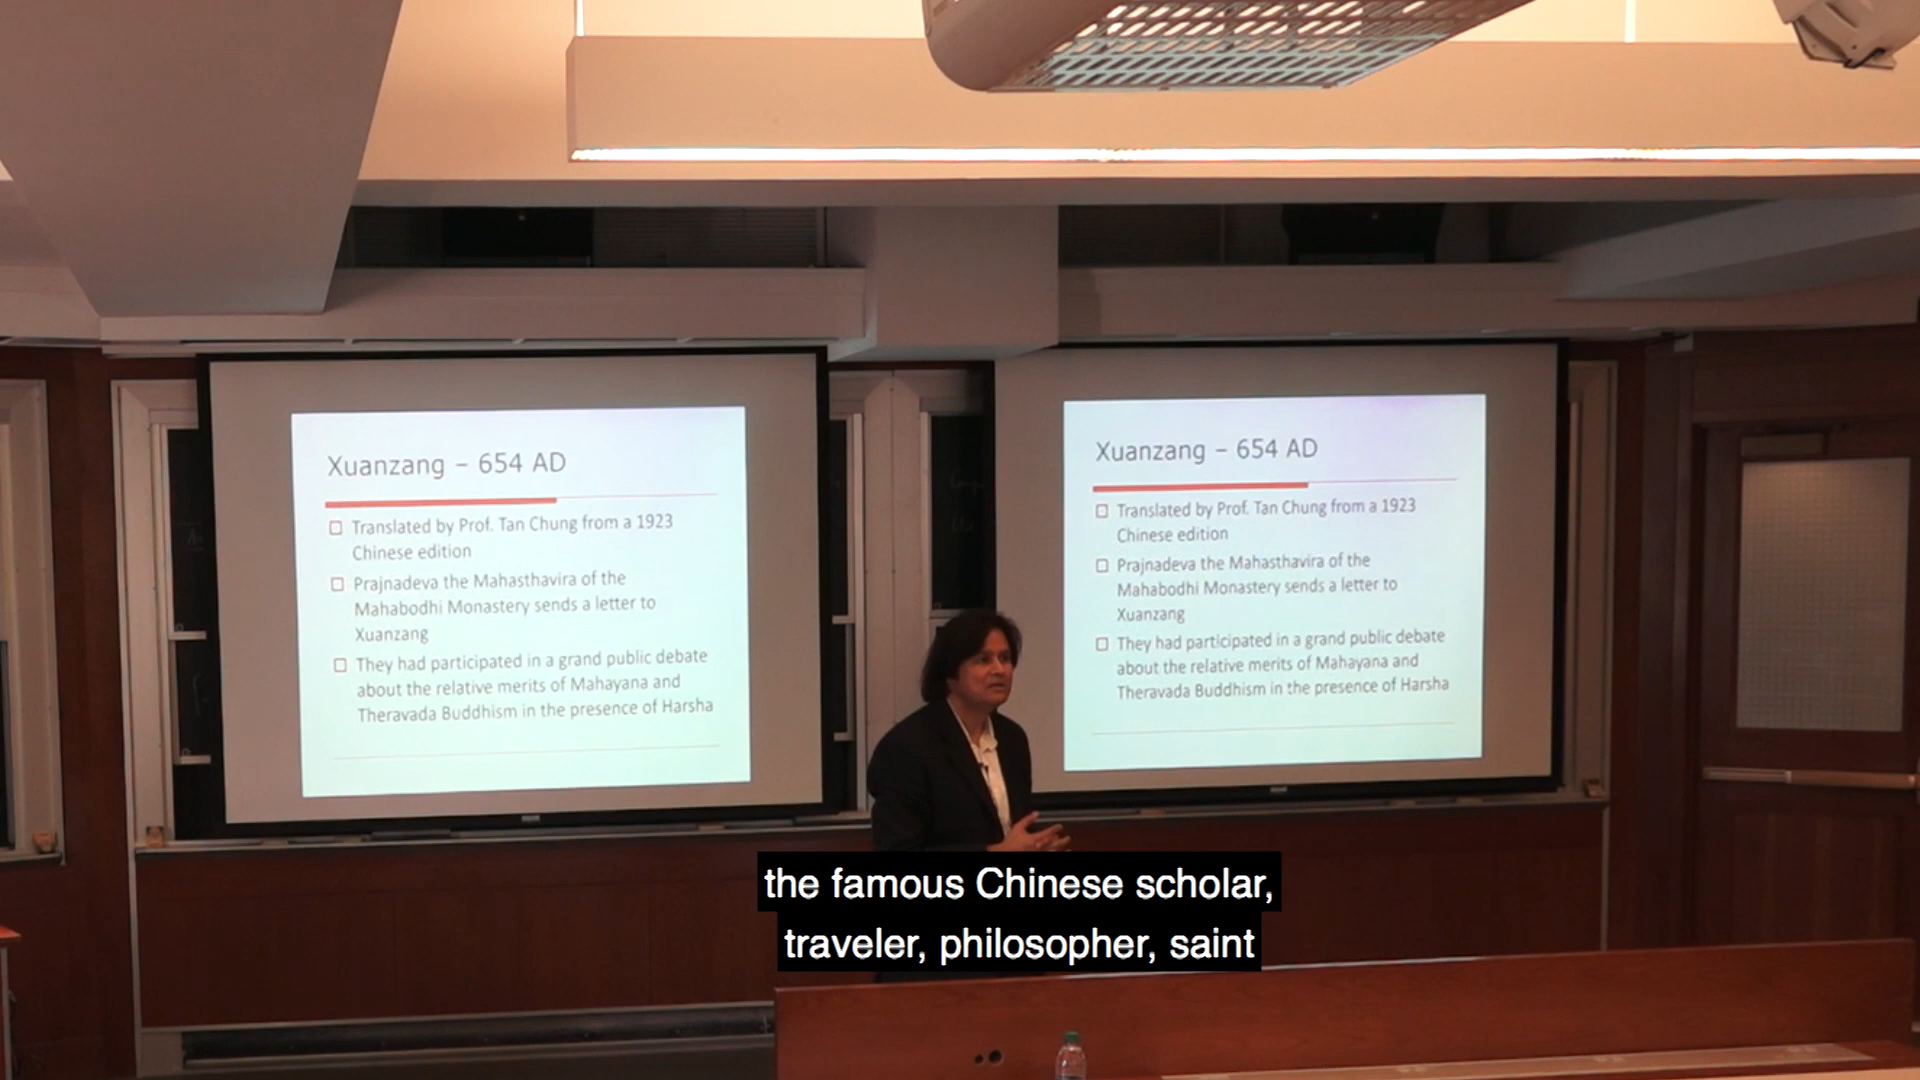 Xuanzang – 654 AD
Translated by Prof. Tan Chung from a 1923
Chinese edition
Prajnadeva the Mahasthavira of the
Mahabodhi Monastery sends a letter to
Xuanzang
They had participated in a grand public debate
about the relative merits of Mahayana and
Theravada Buddhism in the presence of Harsha
Xuanzang – 654 AD
Translated by Prof. Tan Chung from a 1923
Chinese edition
Prajnadeva the Mahasthavira of the
Mahabodhi Monastery sends a letter to
Xuanzang
They had participated in a grand public debate
about the relative merits of Mahayana and
Theravada Buddhism in the presence of Harsha
the famous Chinese scholar,
traveler, philosopher, saint